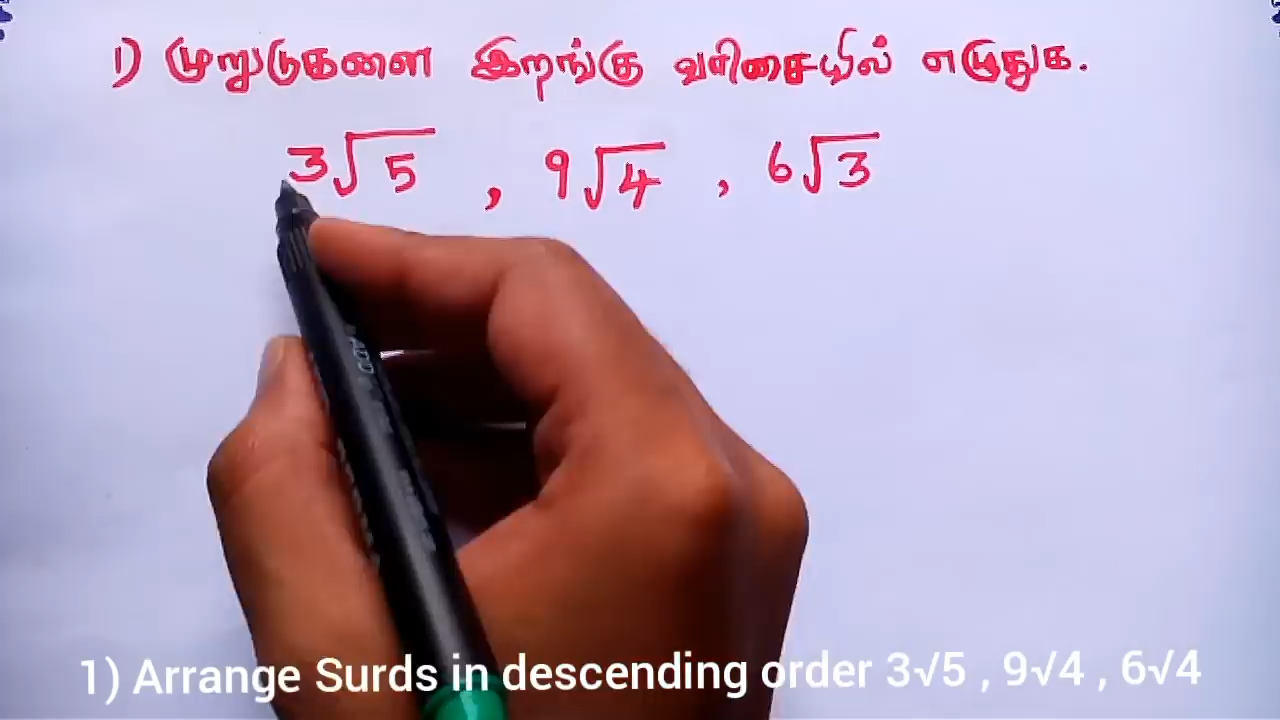 1) முறுடுகளை இறங்கு வரிசையில் எழுதுக.
3√5 , 9√4 , 6√3
1) Arrange Surds in descending order 3√5 , 9√4 , 6√4